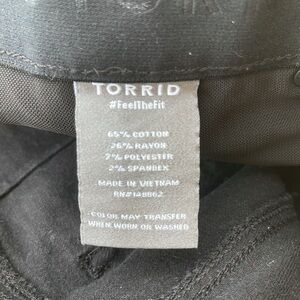 TORRID
#FeelTheFit
65% COTTON
26% RAYON
7% POLYESTER
2% SPANDEX
MADE IN VIETNAM
RN#148862
COLOR MAY TRANSFER
WHEN WORN OR WASHED